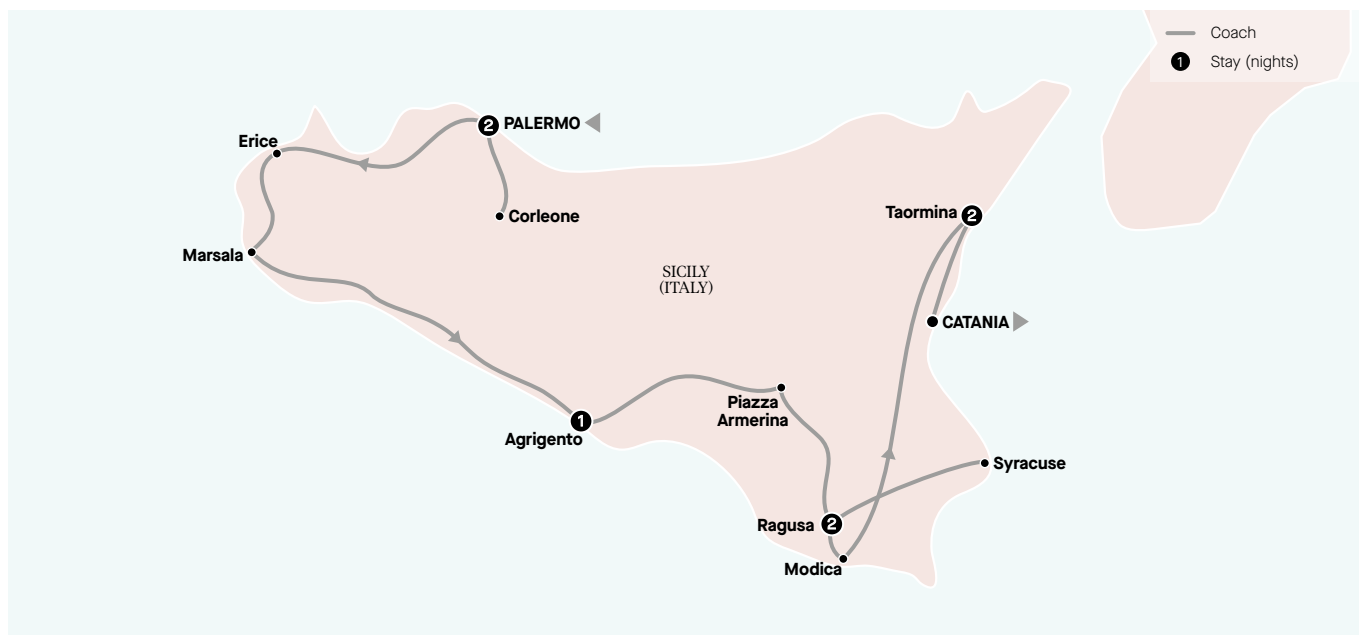 Coach
1 Stay (nights)
2 PALERMO
Erice
Corleone
Taormina 2
Marsala
SICILY
(ITALY)
CATANIA
Piazza
Armerina
1
Agrigento
Syracuse
Ragusa 2
Modica